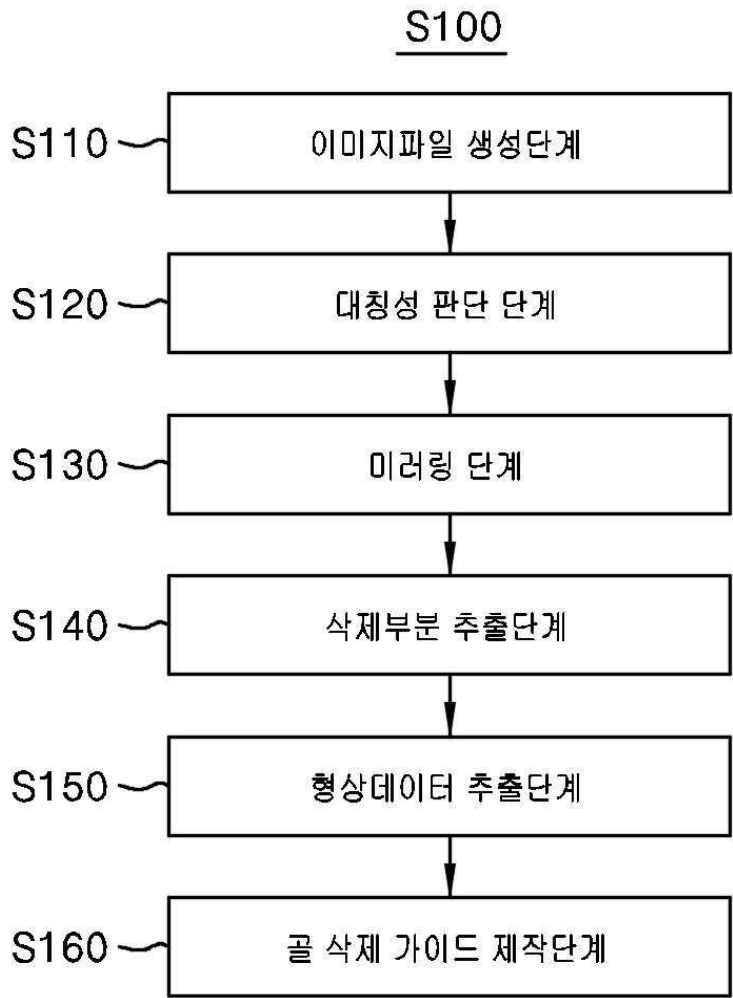 S100
S110 이미지파일 생성단계
S120 대칭성 판단 단계
S130 미러링 단계
S140 삭제부분 추출단계
S150 형상데이터 추출단계
S160 골 삭제 가이드 제작단계